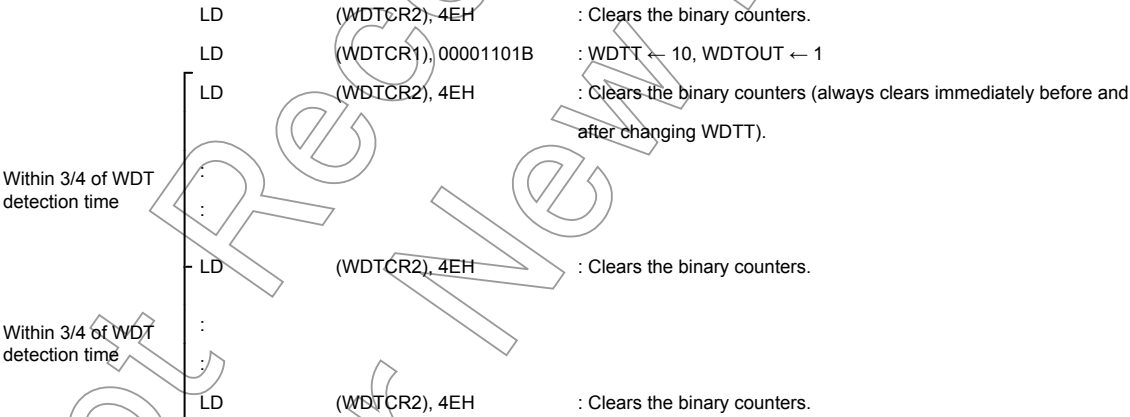 LD (WDTCR2), 4EH : Clears the binary counters.
LD (WDTCR1), 00001101B : WDTT ← 10, WDTOUT ← 1
LD (WDTCR2), 4EH : Clears the binary counters (always clears immediately before and
after changing WDTT).
Within 3/4 of WDT
detection time
:
:
LD (WDTCR2), 4EH : Clears the binary counters.
Within 3/4 of WDT
detection time
:
:
LD (WDTCR2), 4EH : Clears the binary counters.